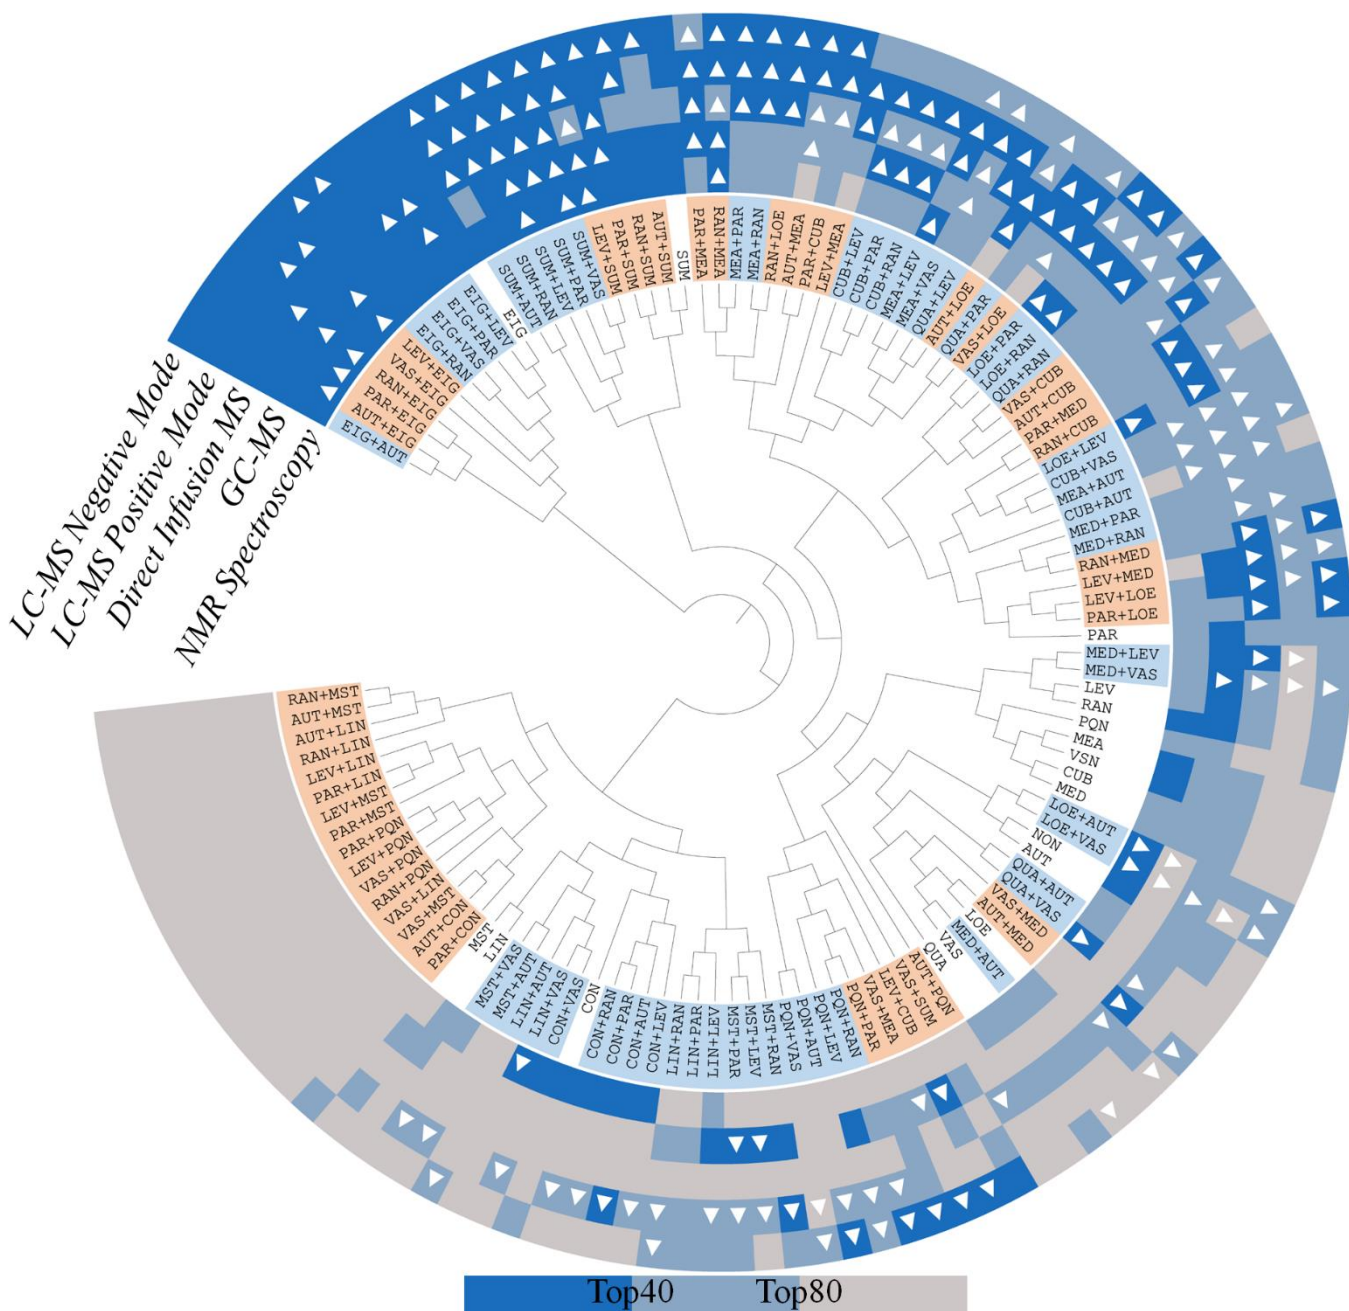 LC-MS Negative Mode
LC-MS Positive Mode
Direct Infusion MS
GC-MS
NMR Spectroscopy
EIG+AUT
AUT+EIG
PAR+EIG
RAN+EIG
VAS+EIG
LEV+EIG
EIG+RAN
EIG+VAS
EIG+PAR
EIG+LEV
EIG
SUM+AUT
SUM+RAN
SUM+LEV
SUM+PAR
SUM+VAS
LEV+SUM
PAR+SUM
RAN+SUM
AUT+SUM
SUM
PAR+MEA
RAN+MEA
MEA+PAR
MEA+RAN
RAN+LOE
AUT+MEA
PAR+CUB
LEV+MEA
CUB+LEV
CUB+PAR
CUB+RAN
MEA+LEV
MEA+VAS
QUA+LEV
AUT+LOE
QUA+PAR
VAS+LOE
LOE+PAR
LOE+RAN
QUA+RAN
VAS+CUB
AUT+CUB
PAR+MED
RAN+CUB
LOE+LEV
CUB+VAS
MEA+AUT
CUB+AUT
MED+PAR
MED+RAN
RAN+MED
LEV+MED
LEV+LOE
PAR+LOE
PAR
MED+LEV
MED+VAS
LEV
RAN
PQN
MEA
VSN
CUB
MED
LOE+AUT
LOE+VAS
NON
AUT
QUA+AUT
QUA+VAS
VAS+MED
AUT+MED
LOE
MED+AUT
VAS
QUA
AUT+PQN
VAS+SUM
LEV+CUB
VAS+MEA
PQN+PAR
PQN+RAN
PQN+LEV
PQN+AUT
PQN+VAS
MST+RAN
MST+LEV
MST+PAR
LIN+LEV
LIN+PAR
LIN+RAN
CON+LEV
CON+AUT
CON+PAR
CON+RAN
CON
CON+VAS
LIN+VAS
LIN+AUT
MST+AUT
MST+VAS
LIN
MST
PAR+CON
AUT+CON
VAS+MST
VAS+LIN
RAN+PQN
VAS+PQN
LEV+PQN
PAR+PQN
PAR+MST
LEV+MST
PAR+LIN
LEV+LIN
RAN+LIN
AUT+LIN
AUT+MST
RAN+MST
Top40
Top80